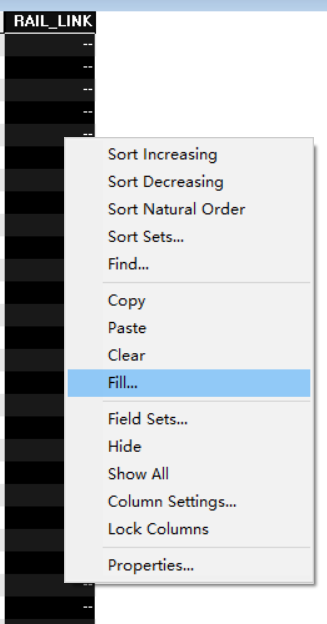 RAIL_LINK
--
--
--
--
--
Sort Increasing
Sort Decreasing
Sort Natural Order
Sort Sets...
Find...
Copy
Paste
Clear
Fill...
Field Sets...
Hide
Show All
Column Settings...
Lock Columns
Properties...
--
--